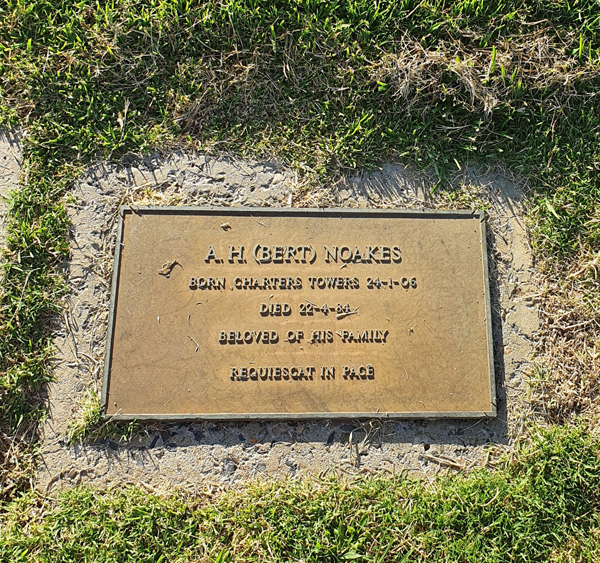 A. H. (BERT) NOAKES
BORN CHARTERS TOWERS 24-1-06
DIED 22-4-84
BELOVED OF HIS FAMILY
REQUIESCAT IN PACE